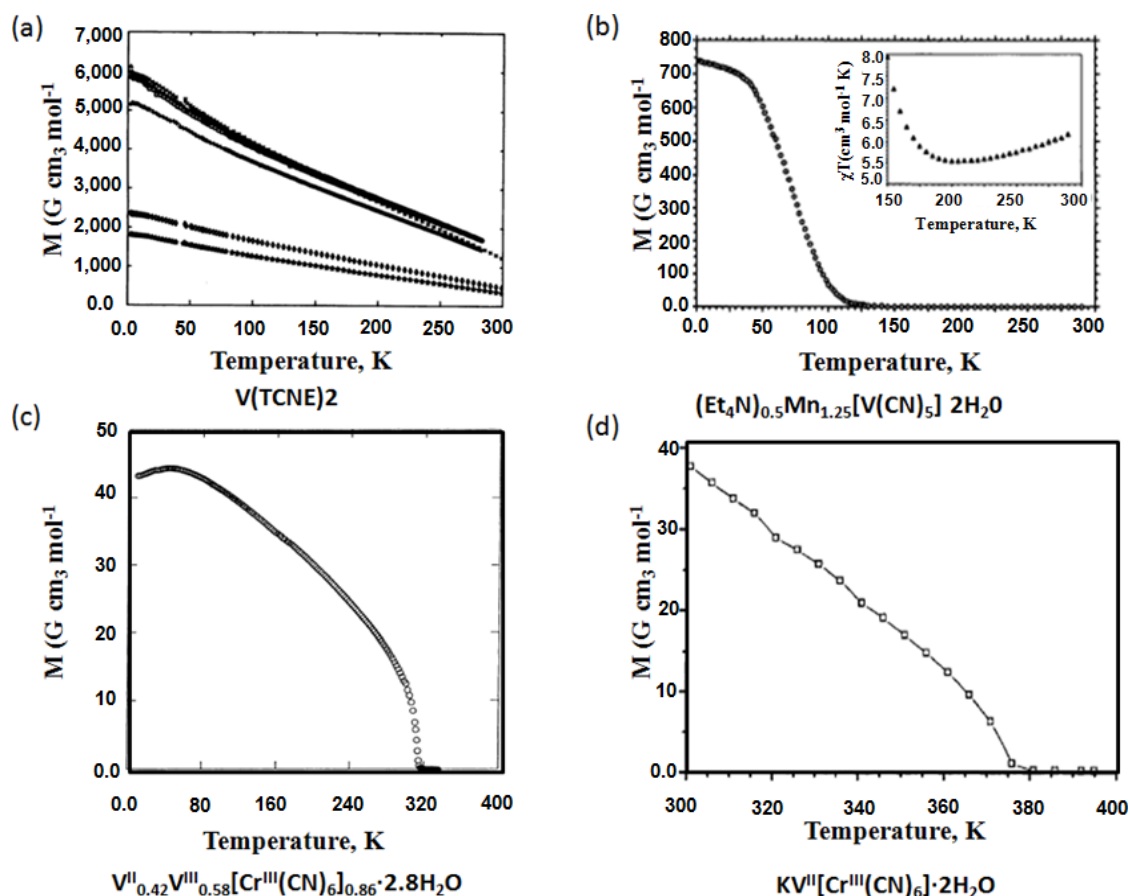 (a)
7,000
6,000
5,000
4,000
3,000
2,000
1,000
0.0
M (G cm₃ mol⁻¹
0.0 50 100 150 200 250 300
Temperature, K
V(TCNE)2
(b)
800
700
600
500
400
300
200
100
0.0
M (G cm₃ mol⁻¹
0.0 50 100 150 200 250 300
Temperature, K
8.0
7.5
7.0
6.5
6.0
5.5
5.0
χT(cm³ mol⁻¹ K)
150 200 250 300
Temperature, K
(Et₄N)₀.₅Mn₁.₂₅[V(CN)₅] 2H₂0
(c)
50
40
30
20
10
0.0
M (G cm₃ mol⁻¹
0.0 80 160 240 320 400
Temperature, K
Vᴵᴵ₀.₄₂Vᴵᴵᴵ₀.₅₈[Crᴵᴵᴵ(CN)₆]₀.₈₆·2.8H₂O
(d)
40
30
20
10
0.0
M (G cm₃ mol⁻¹
300 320 340 360 380 400
Temperature, K
KVᴵᴵ[Crᴵᴵᴵ(CN)₆]·2H₂O